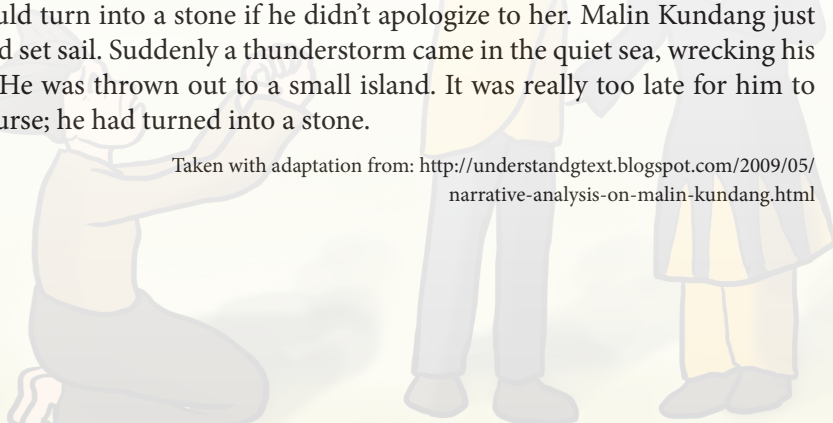 uld turn into a stone if he didn’t apologize to her. Malin Kundang just
d set sail. Suddenly a thunderstorm came in the quiet sea, wrecking his
He was thrown out to a small island. It was really too late for him to
urse; he had turned into a stone.
Taken with adaptation from: http://understandgtext.blogspot.com/2009/05/
narrative-analysis-on-malin-kundang.html